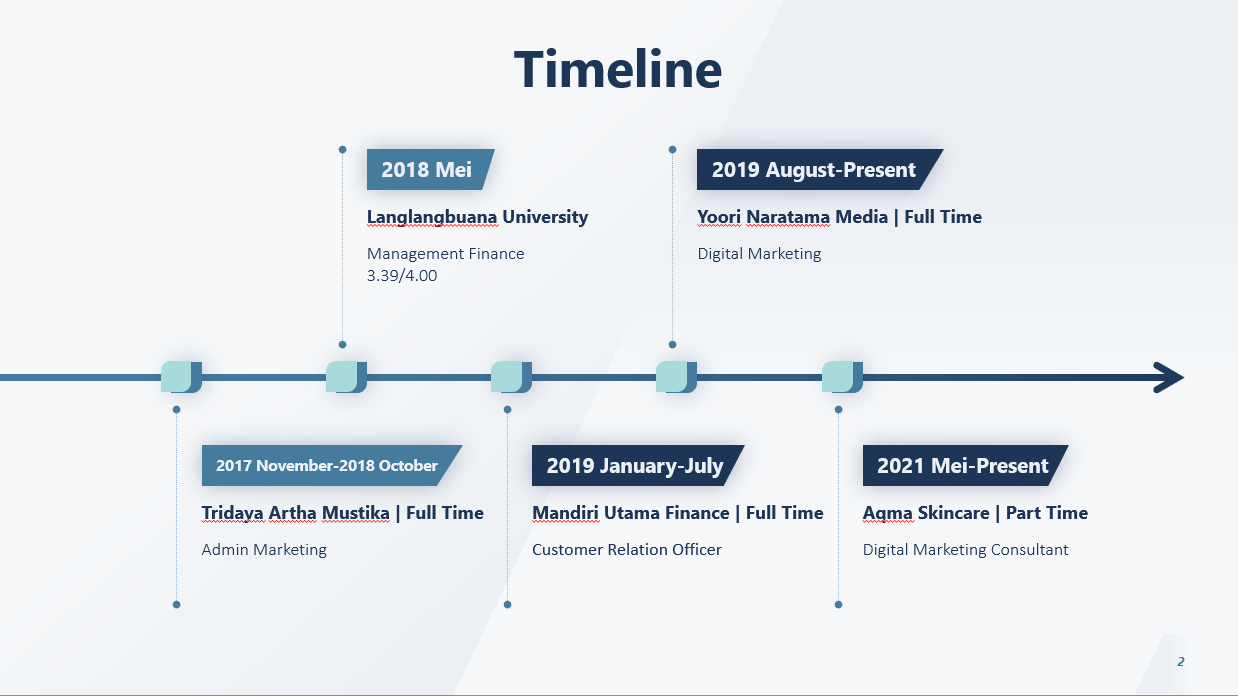 Timeline
2018 Mei
Langlangbuana University
Management Finance
3.39/4.00
2019 August-Present
Yoori Naratama Media | Full Time
Digital Marketing
2017 November-2018 October
Tridaya Artha Mustika | Full Time
Admin Marketing
2019 January-July
Mandiri Utama Finance | Full Time
Customer Relation Officer
2021 Mei-Present
Aqma Skincare | Part Time
Digital Marketing Consultant
2